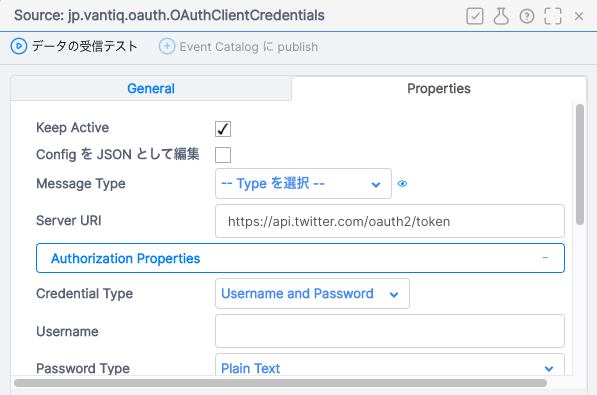 Source: jp.vantiq.oauth.OAuthClientCredentials
データの受信テスト
Event Catalog に publish
General
Properties
Keep Active
Config を JSON として編集
Message Type
-- Type を選択 --
Server URI
https://api.twitter.com/oauth2/token
Authorization Properties
Credential Type
Username and Password
Username
Password Type
Plain Text